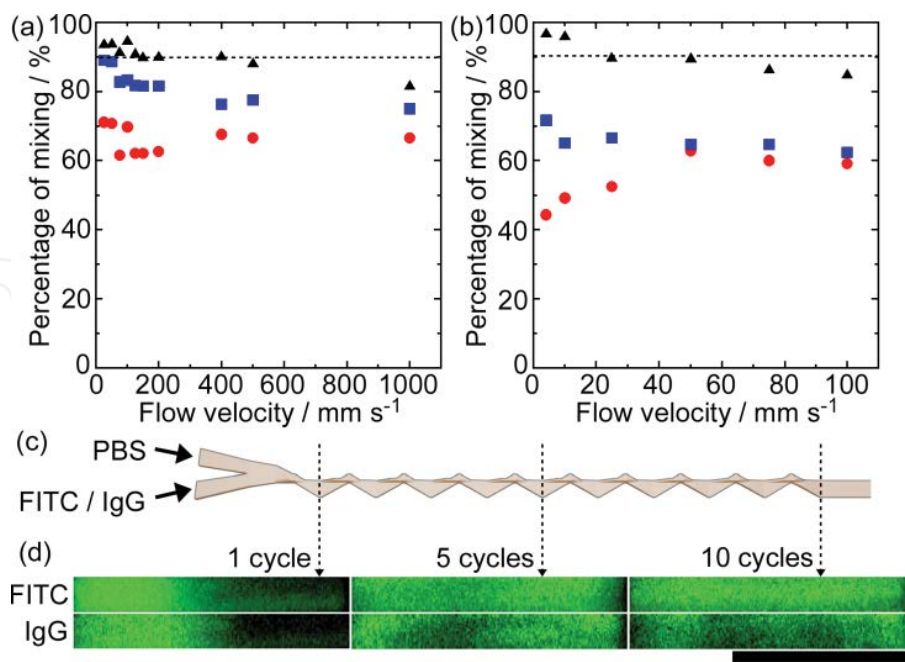 (a)
100
80
60
40
20
0
Percentage of mixing / %
0 200 400 600 800 1000
Flow velocity / mm s⁻¹
(b)
100
80
60
40
20
0
Percentage of mixing / %
0 20 40 60 80 100
Flow velocity / mm s⁻¹
(c)
PBS
FITC / IgG
(d)
1 cycle
5 cycles
10 cycles
FITC
IgG